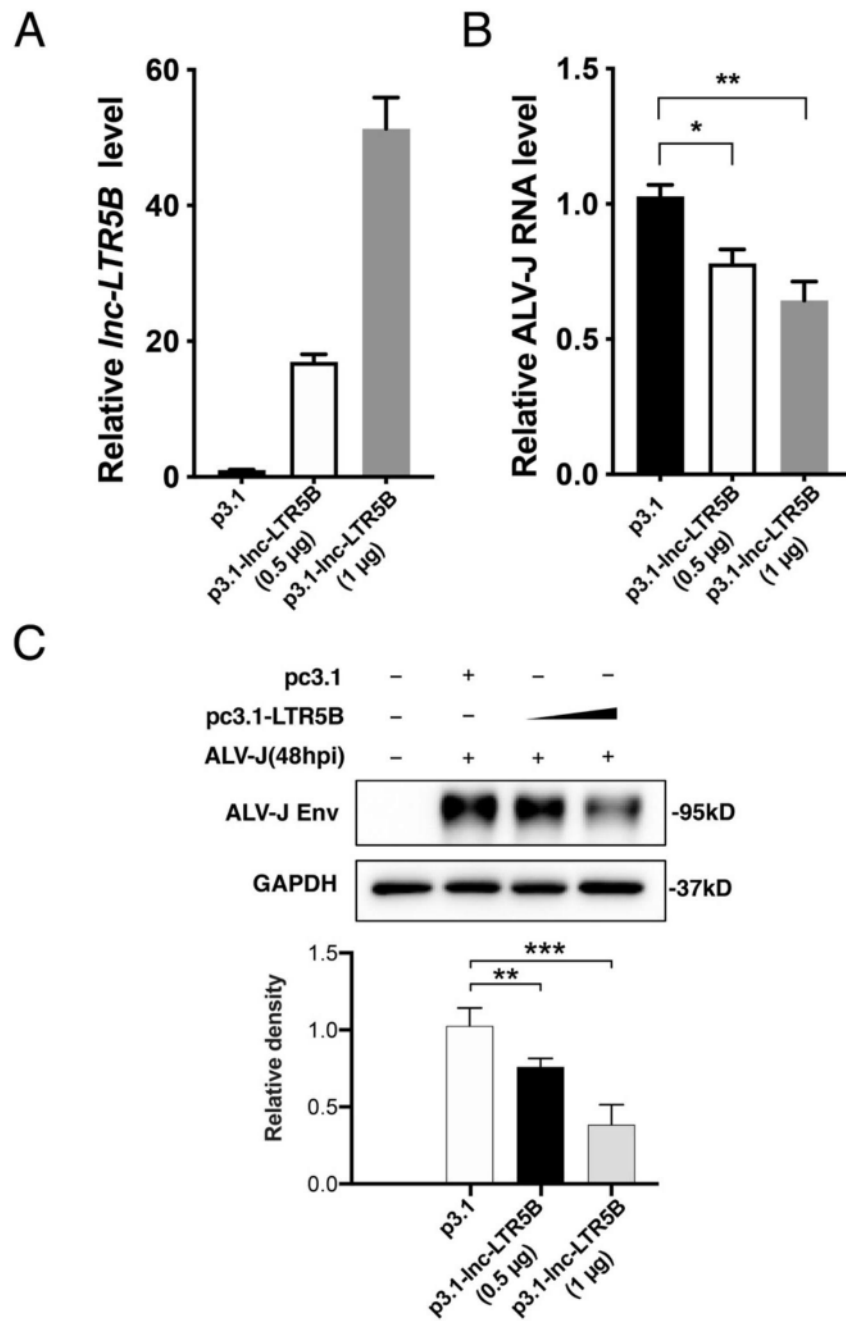 A
Relative lnc-LTR5B level
60
40
20
0
p3.1
p3.1-lnc-LTR5B
(0.5 µg)
p3.1-lnc-LTR5B
(1 µg)
B
Relative ALV-J RNA level
1.5
1.0
0.5
0.0
**
*
p3.1
p3.1-lnc-LTR5B
(0.5 µg)
p3.1-lnc-LTR5B
(1 µg)
C
pc3.1 – + – –
pc3.1-LTR5B – –
ALV-J(48hpi) – + + +
ALV-J Env -95kD
GAPDH -37kD
Relative density
1.5
1.0
0.5
0.0
***
**
p3.1
p3.1-lnc-LTR5B
(0.5 µg)
p3.1-lnc-LTR5B
(1 µg)